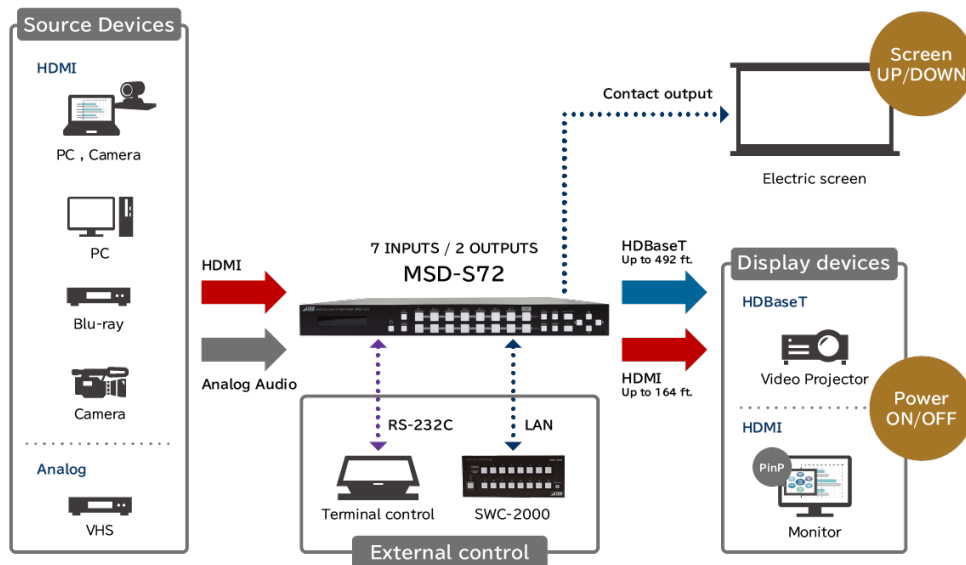 Source Devices
HDMI
PC , Camera
PC
Blu-ray
Camera
Analog
VHS
HDMI
Analog Audio
7 INPUTS / 2 OUTPUTS
MSD-S72
RS-232C
LAN
Terminal control
SWC-2000
External control
Contact output
Screen
UP/DOWN
Electric screen
HDBaseT
Up to 492 ft.
HDMI
Up to 164 ft.
Display devices
HDBaseT
Video Projector
Power
ON/OFF
HDMI
PinP
Monitor